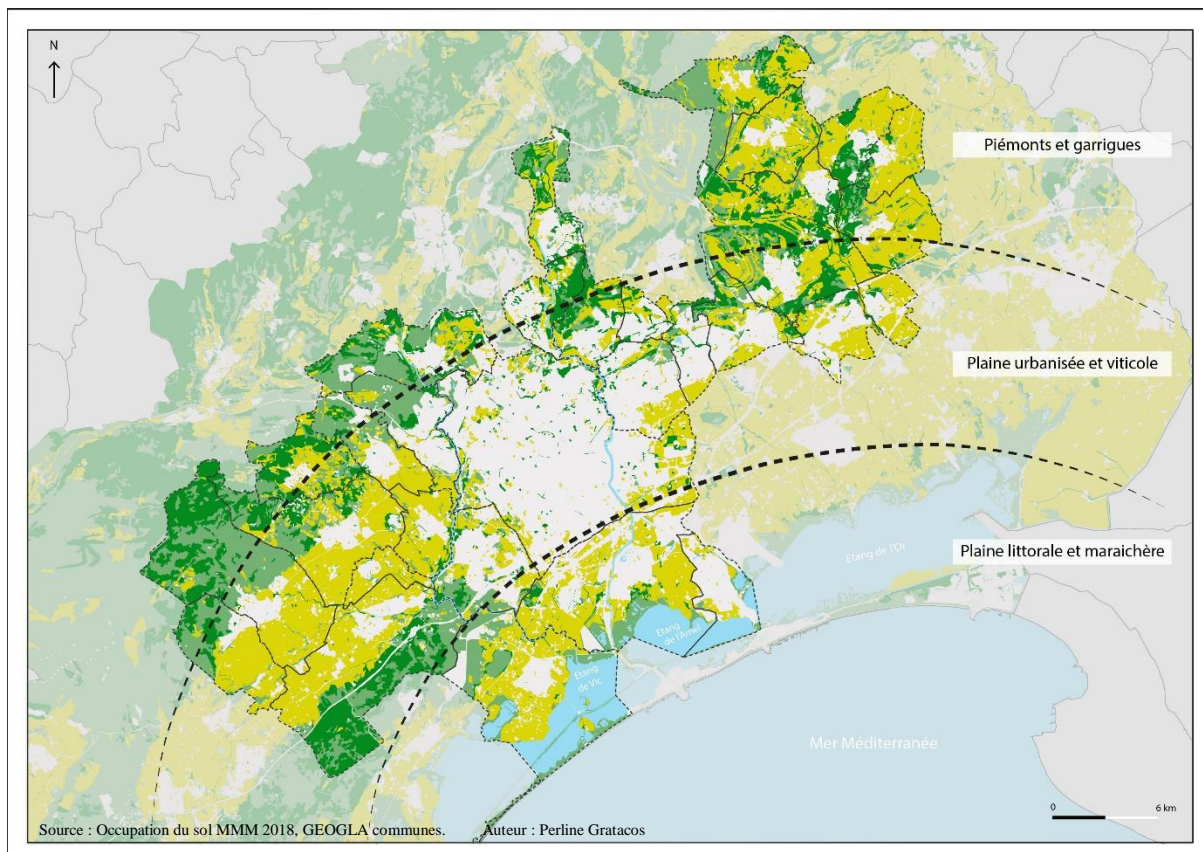 N
Piémonts et garrigues
Plaine urbanisée et viticole
Plaine littorale et maraîchère
Etang de l'Or
Etang
de l'Arnel
Etang
de Vic
Mer Méditerranée
0 6 km
Source : Occupation du sol MMM 2018, GEOGLA communes. Auteur : Perline Gratacos